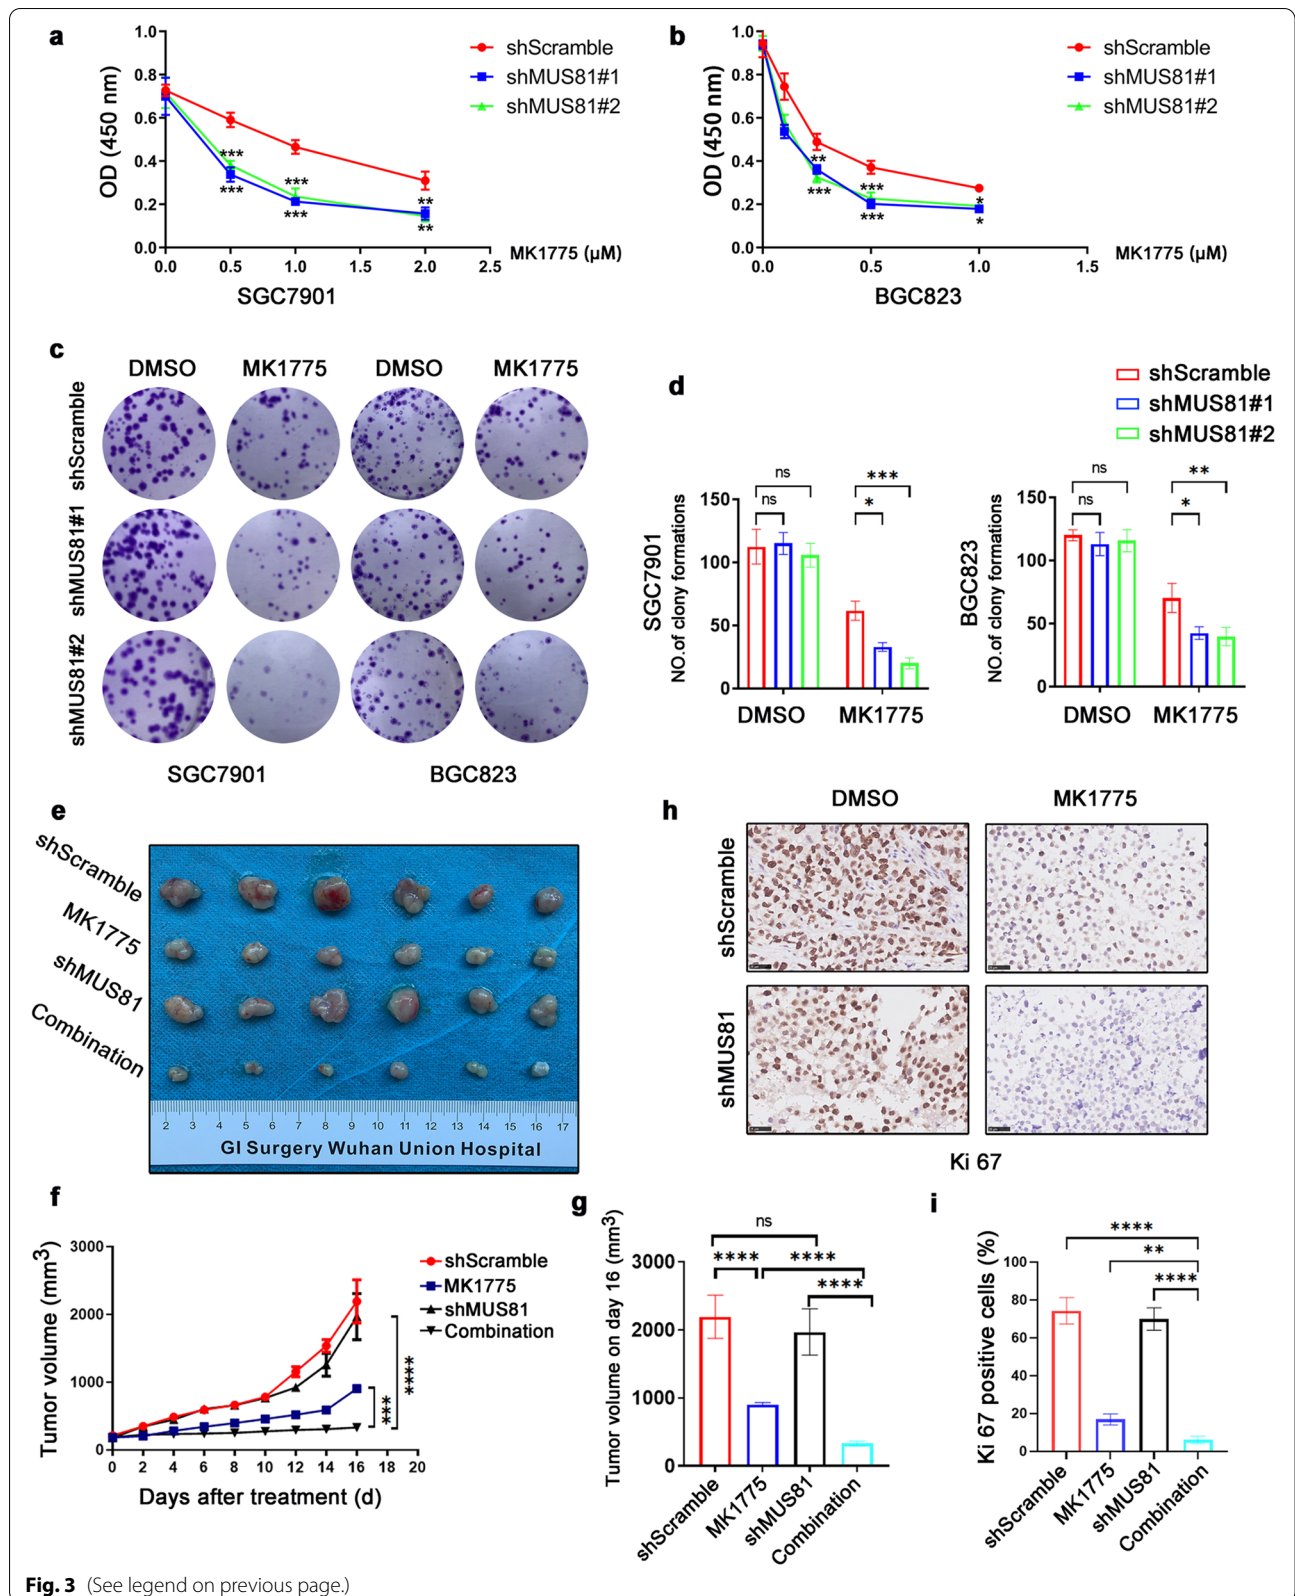 a
1.0
0.8
0.6
0.4
0.2
0.0
OD (450 nm)
shScramble
shMUS81#1
shMUS81#2
***
***
***
***
**
**
0.0 0.5 1.0 1.5 2.0 2.5
MK1775 (μM)
SGC7901
b
1.0
0.8
0.6
0.4
0.2
0.0
OD (450 nm)
shScramble
shMUS81#1
shMUS81#2
**
***
***
***
*
*
0.0 0.5 1.0 1.5
MK1775 (μM)
BGC823
c
DMSO MK1775 DMSO MK1775
shScramble
shMUS81#1
shMUS81#2
SGC7901 BGC823
d
shScramble
shMUS81#1
shMUS81#2
SGC7901
NO.of clony formations
150
100
50
0
ns
ns
***
*
DMSO MK1775
BGC823
NO.of clony formations
150
100
50
0
ns
ns
**
*
DMSO MK1775
e
shScramble
MK1775
shMUS81
Combination
2 3 4 5 6 7 8 9 10 11 12 13 14 15 16 17
GI Surgery Wuhan Union Hospital
h
DMSO MK1775
shScramble
shMUS81
Ki 67
f
Tumor volume (mm3)
3000
2000
1000
0
shScramble
MK1775
shMUS81
Combination
***
****
0 2 4 6 8 10 12 14 16 18 20
Days after treatment (d)
g
Tumor volume on day 16 (mm3)
3000
2000
1000
0
ns
**** ****
****
shScramble
MK1775
shMUS81
Combination
i
Ki 67 positive cells (%)
100
80
60
40
20
0
****
**
****
shScramble
MK1775
shMUS81
Combination
Fig. 3 (See legend on previous page.)